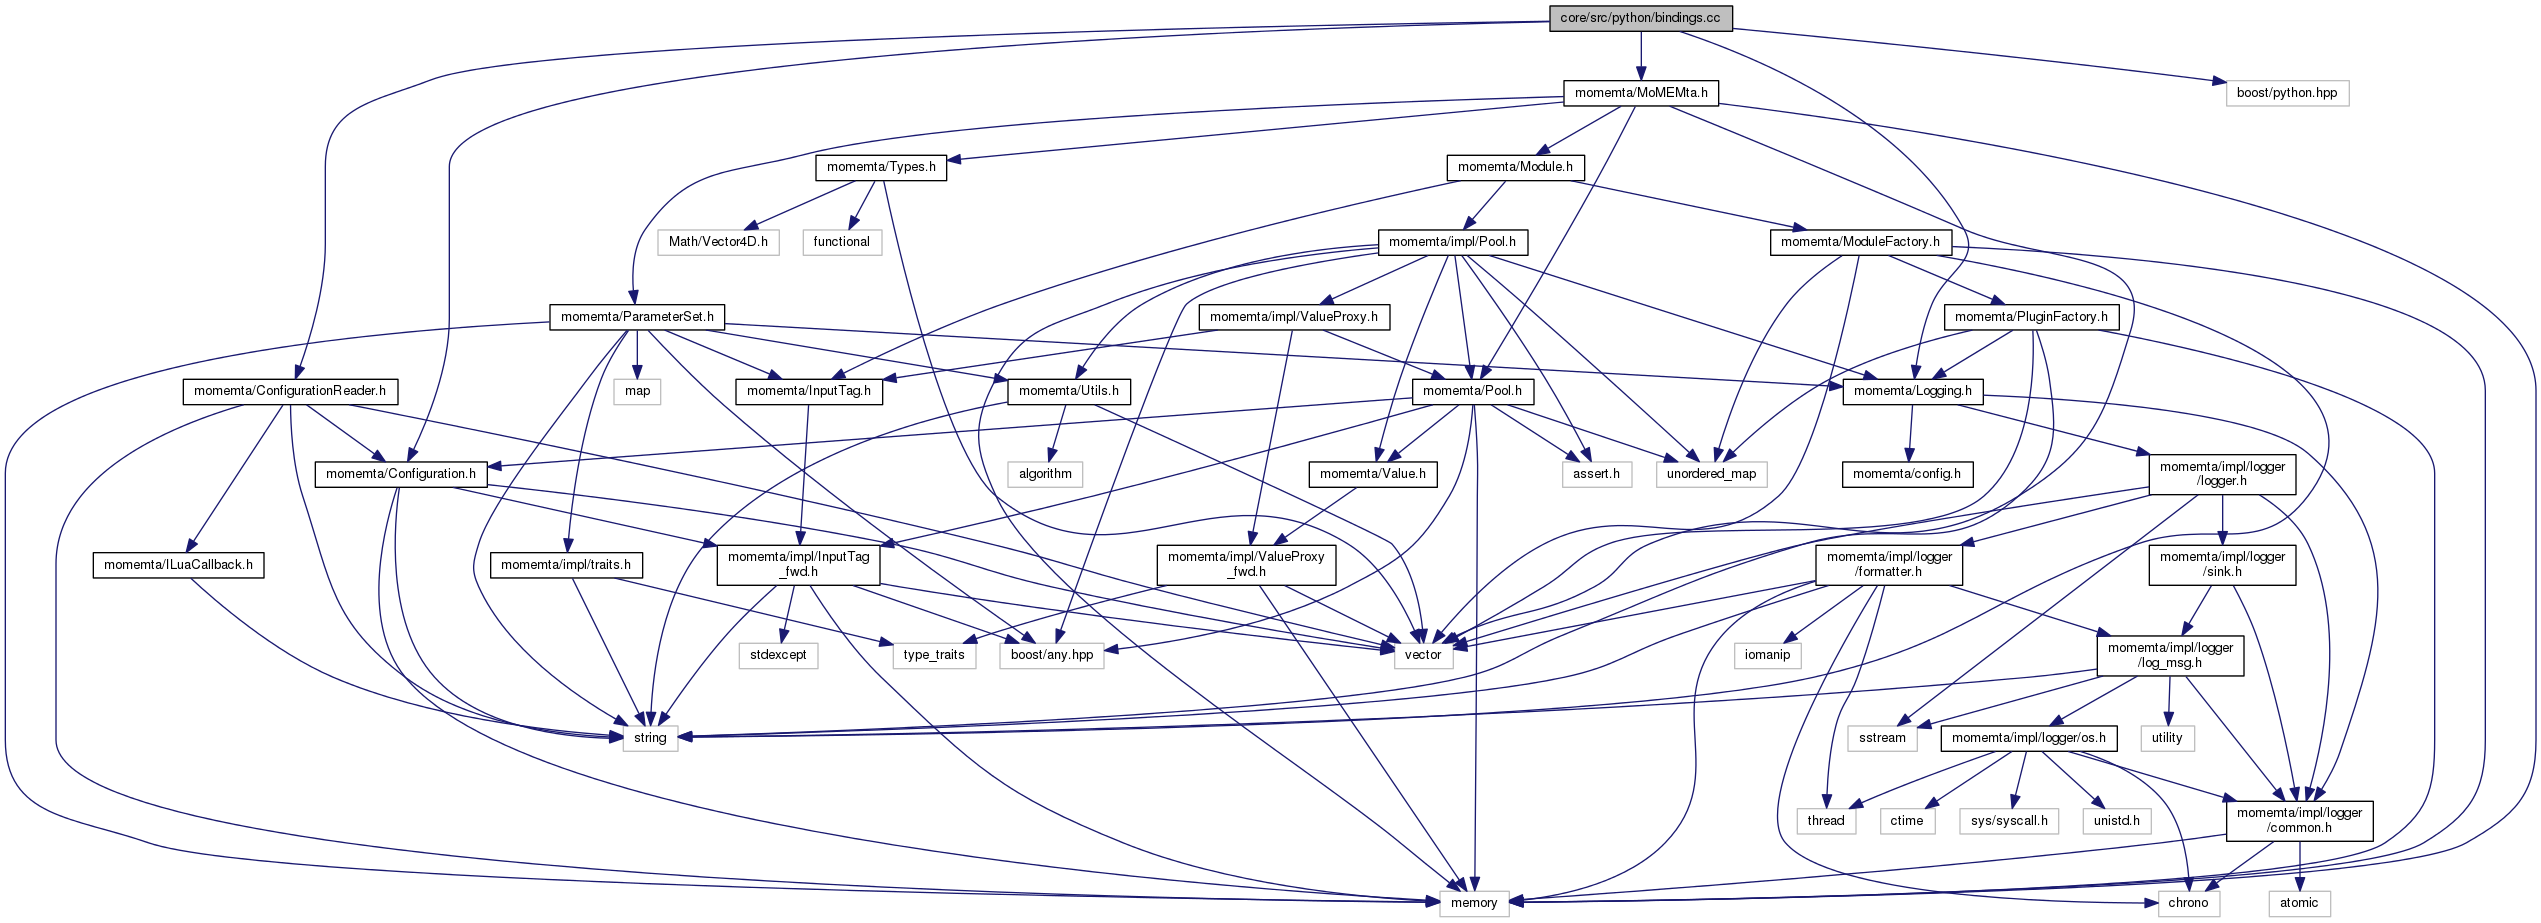 core/src/python/bindings.cc
momemta/MoMEMta.h
boost/python.hpp
momemta/Types.h
momemta/Module.h
Math/Vector4D.h
functional
momemta/impl/Pool.h
momemta/ModuleFactory.h
momemta/ParameterSet.h
momemta/impl/ValueProxy.h
momemta/PluginFactory.h
momemta/ConfigurationReader.h
map
momemta/InputTag.h
momemta/Utils.h
momemta/Pool.h
momemta/Logging.h
momemta/Configuration.h
algorithm
momemta/Value.h
assert.h
unordered_map
momemta/config.h
momemta/impl/logger
/logger.h
momemta/ILuaCallback.h
momemta/impl/traits.h
momemta/impl/InputTag
_fwd.h
momemta/impl/ValueProxy
_fwd.h
momemta/impl/logger
/formatter.h
momemta/impl/logger
/sink.h
stdexcept
type_traits
boost/any.hpp
vector
iomanip
momemta/impl/logger
/log_msg.h
string
sstream
momemta/impl/logger/os.h
utility
thread
ctime
sys/syscall.h
unistd.h
momemta/impl/logger
/common.h
memory
chrono
atomic